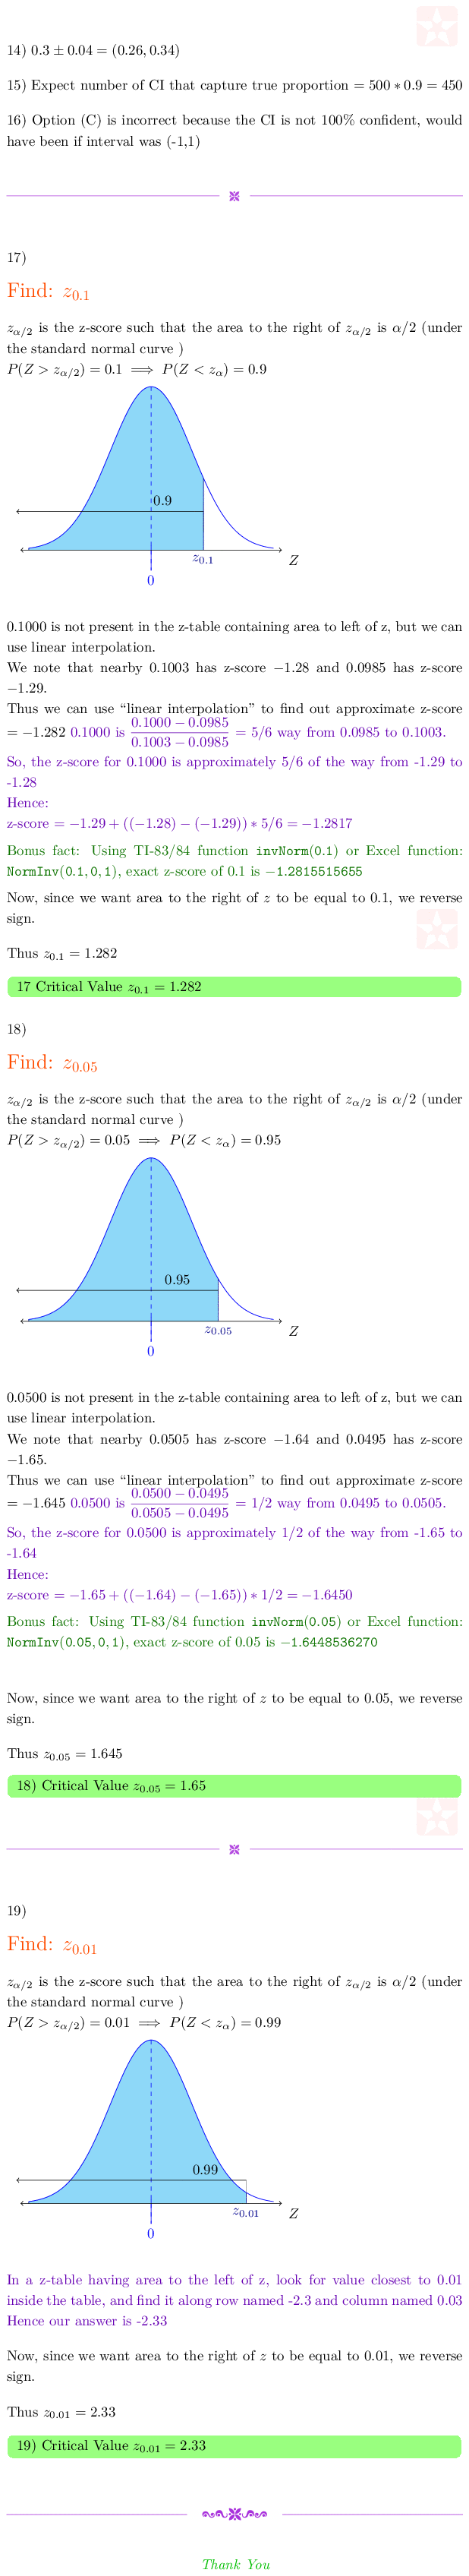 14) 0.3 ± 0.04 = (0.26, 0.34)
15) Expect number of CI that capture true proportion = 500 ∗ 0.9 = 450
16) Option (C) is incorrect because the CI is not 100% confident, would
have been if interval was (-1,1)
17)
Find: z_{0.1}
z_{α/2} is the z-score such that the area to the right of z_{α/2} is α/2 (under
the standard normal curve )
P(Z > z_{α/2}) = 0.1 ⟹ P(Z < z_α) = 0.9
0.9
z_{0.1}
Z
0
0.1000 is not present in the z-table containing area to left of z, but we can
use linear interpolation.
We note that nearby 0.1003 has z-score −1.28 and 0.0985 has z-score
−1.29.
Thus we can use “linear interpolation” to find out approximate z-score
= −1.282 0.1000 is (0.1000 − 0.0985)/(0.1003 − 0.0985) = 5/6 way from 0.0985 to 0.1003.
So, the z-score for 0.1000 is approximately 5/6 of the way from -1.29 to
-1.28
Hence:
z-score = −1.29 + ((−1.28) − (−1.29)) ∗ 5/6 = −1.2817
Bonus fact: Using TI-83/84 function invNorm(0.1) or Excel function:
NormInv(0.1, 0, 1), exact z-score of 0.1 is −1.2815515655
Now, since we want area to the right of z to be equal to 0.1, we reverse
sign.
Thus z_{0.1} = 1.282
17 Critical Value z_{0.1} = 1.282
18)
Find: z_{0.05}
z_{α/2} is the z-score such that the area to the right of z_{α/2} is α/2 (under
the standard normal curve )
P(Z > z_{α/2}) = 0.05 ⟹ P(Z < z_α) = 0.95
0.95
z_{0.05}
Z
0
0.0500 is not present in the z-table containing area to left of z, but we can
use linear interpolation.
We note that nearby 0.0505 has z-score −1.64 and 0.0495 has z-score
−1.65.
Thus we can use “linear interpolation” to find out approximate z-score
= −1.645 0.0500 is (0.0500 − 0.0495)/(0.0505 − 0.0495) = 1/2 way from 0.0495 to 0.0505.
So, the z-score for 0.0500 is approximately 1/2 of the way from -1.65 to
-1.64
Hence:
z-score = −1.65 + ((−1.64) − (−1.65)) ∗ 1/2 = −1.6450
Bonus fact: Using TI-83/84 function invNorm(0.05) or Excel function:
NormInv(0.05, 0, 1), exact z-score of 0.05 is −1.6448536270
Now, since we want area to the right of z to be equal to 0.05, we reverse
sign.
Thus z_{0.05} = 1.645
18) Critical Value z_{0.05} = 1.65
19)
Find: z_{0.01}
z_{α/2} is the z-score such that the area to the right of z_{α/2} is α/2 (under
the standard normal curve )
P(Z > z_{α/2}) = 0.01 ⟹ P(Z < z_α) = 0.99
0.99
z_{0.01}
Z
0
In a z-table having area to the left of z, look for value closest to 0.01
inside the table, and find it along row named -2.3 and column named 0.03
Hence our answer is -2.33
Now, since we want area to the right of z to be equal to 0.01, we reverse
sign.
Thus z_{0.01} = 2.33
19) Critical Value z_{0.01} = 2.33
Thank You